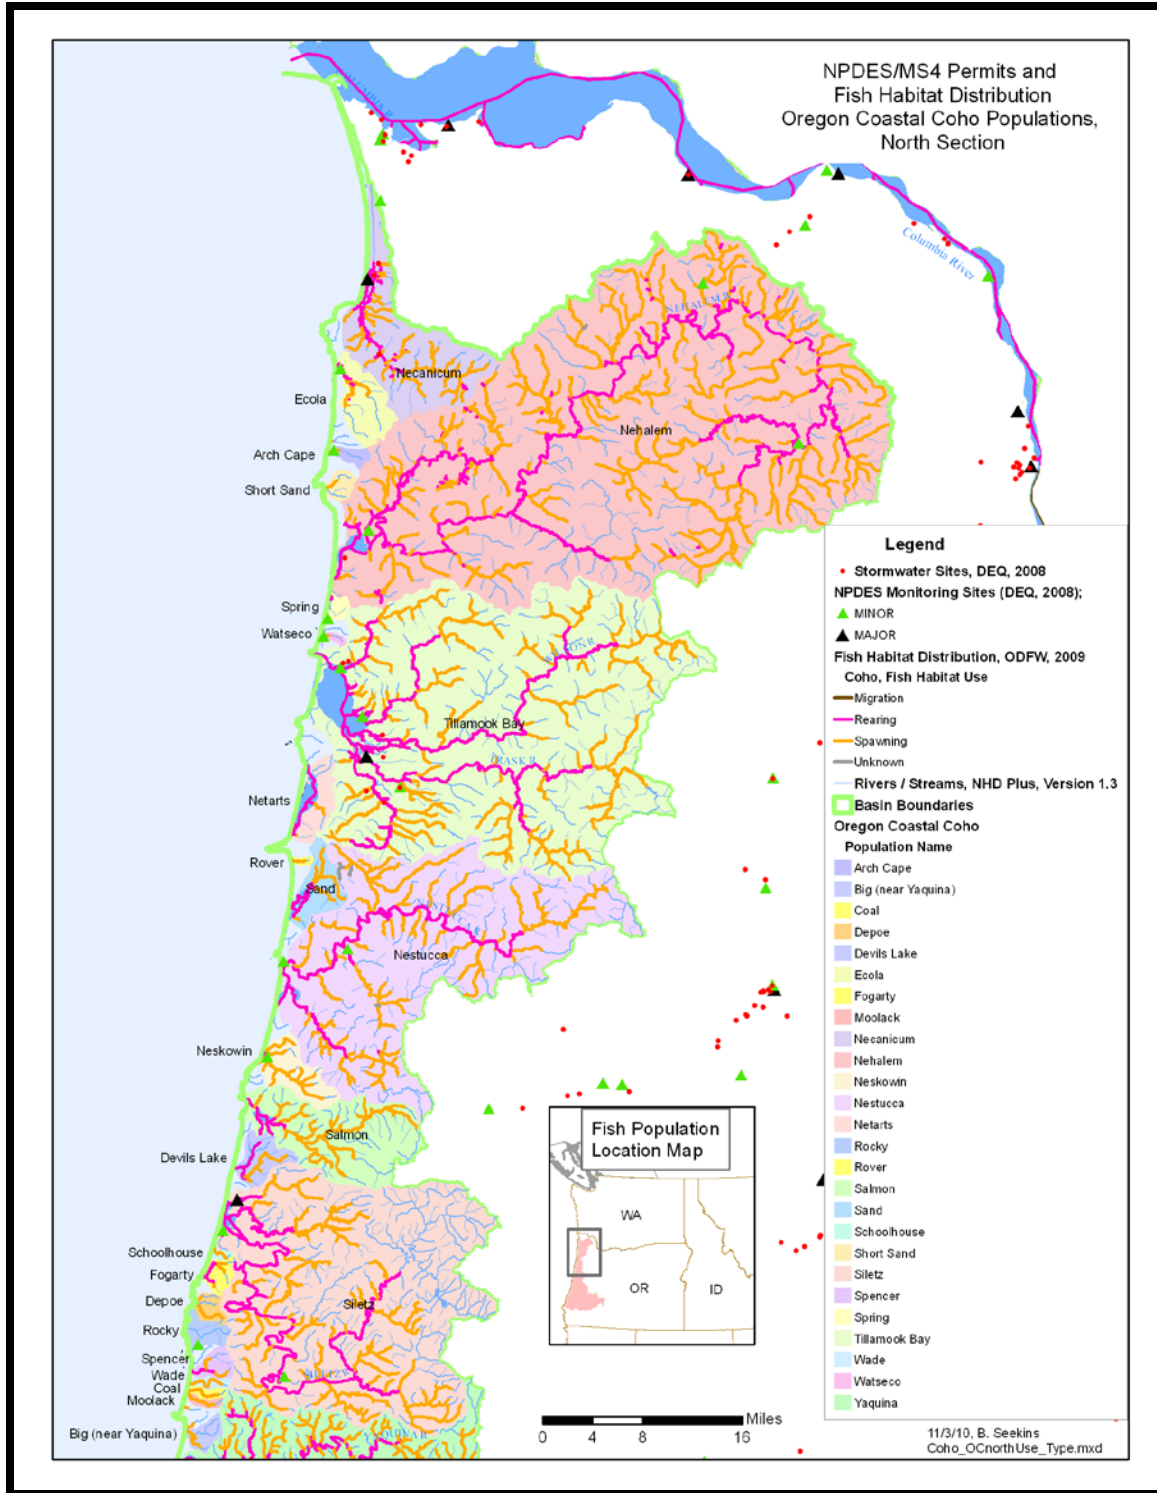 NPDES/MS4 Permits and
Fish Habitat Distribution
Oregon Coastal Coho Populations,
North Section
COLUMBIA R
Columbia River
NEHALEM R
Necanicum
Ecola
Nehalem
Arch Cape
Short Sand
Spring
Watseco
WILSON R
Tillamook Bay
TRASK R
Netarts
Rover
Sand
NESTUCCA R
Nestucca
Neskowin
Salmon
Devils Lake
Schoolhouse
Fogarty
Depoe
Siletz
Rocky
Spencer
Wade
SILETZ R
Coal
Moolack
Big (near Yaquina)
YAQUINA R
Legend
Stormwater Sites, DEQ, 2008
NPDES Monitoring Sites (DEQ, 2008);
MINOR
MAJOR
Fish Habitat Distribution, ODFW, 2009
Coho, Fish Habitat Use
Migration
Rearing
Spawning
Unknown
Rivers / Streams, NHD Plus, Version 1.3
Basin Boundaries
Oregon Coastal Coho
Population Name
Arch Cape
Big (near Yaquina)
Coal
Depoe
Devils Lake
Ecola
Fogarty
Moolack
Necanicum
Nehalem
Neskowin
Nestucca
Netarts
Rocky
Rover
Salmon
Sand
Schoolhouse
Short Sand
Siletz
Spencer
Spring
Tillamook Bay
Wade
Watseco
Yaquina
Fish Population
Location Map
WA
OR
ID
Miles
0 4 8 16
11/3/10, B. Seekins
Coho_OCnorthUse_Type.mxd